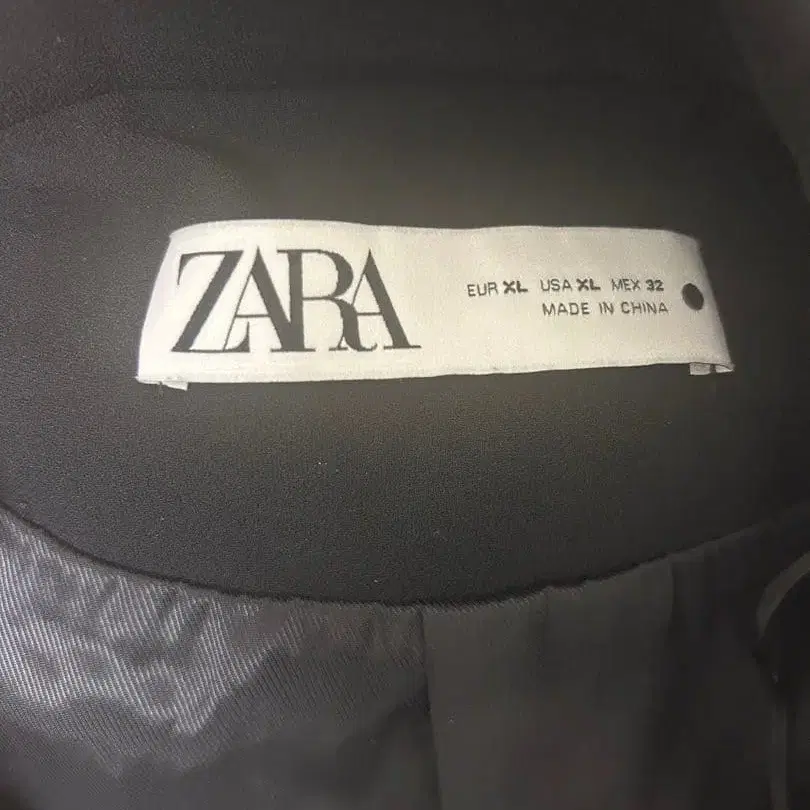 ZARA
EUR XL USA XL MEX 32
MADE IN CHINA